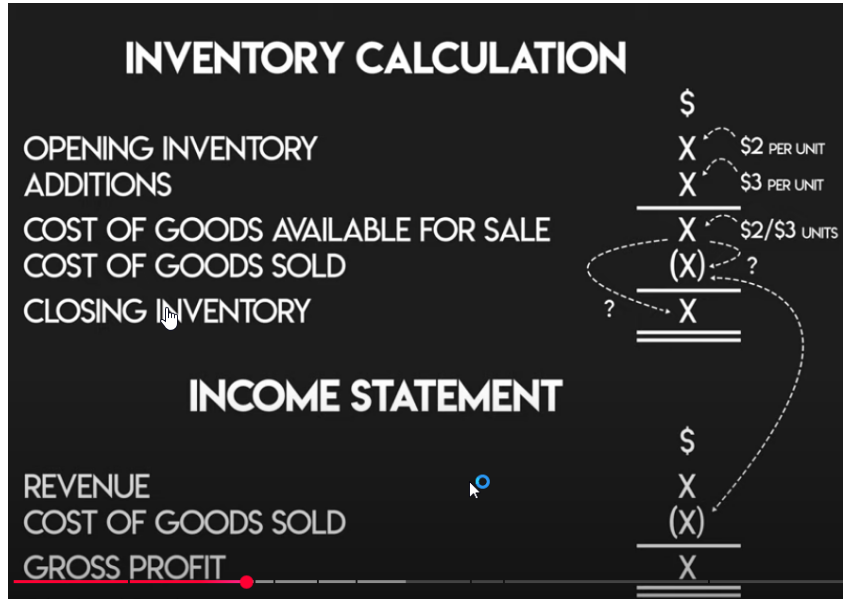 INVENTORY CALCULATION
$
OPENING INVENTORY X $2 PER UNIT
ADDITIONS X $3 PER UNIT
COST OF GOODS AVAILABLE FOR SALE X $2/$3 UNITS
COST OF GOODS SOLD (X) ?
CLOSING INVENTORY ? X
INCOME STATEMENT
$
REVENUE X
COST OF GOODS SOLD (X)
GROSS PROFIT X